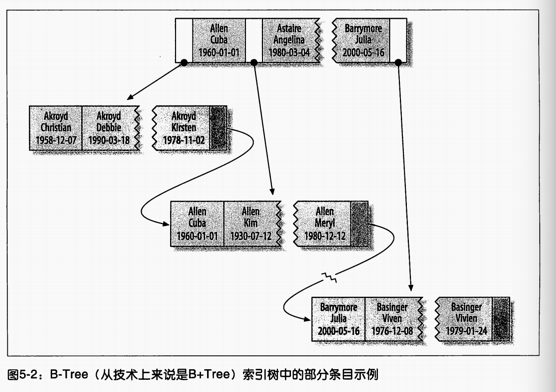 Allen
Cuba
1960-01-01
Astaire
Angelina
1980-03-04
Barrymore
Julia
2000-05-16
Akroyd
Christian
1958-12-07
Akroyd
Debbie
1990-03-18
Akroyd
Kirsten
1978-11-02
Allen
Cuba
1960-01-01
Allen
Kim
1930-07-12
Allen
Meryl
1980-12-12
Barrymore
Julia
2000-05-16
Basinger
Viven
1976-12-08
Basinger
Vivien
1979-01-24
图5-2：B-Tree（从技术上来说是B+Tree）索引树中的部分条目示例